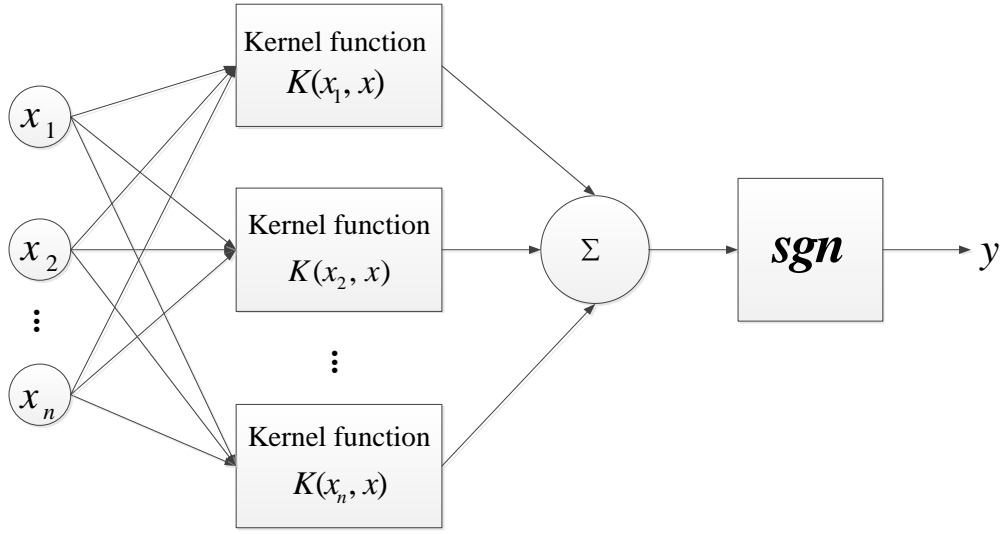 x₁
x₂
⋮
xₙ
Kernel function
K(x₁, x)
Kernel function
K(x₂, x)
⋮
Kernel function
K(xₙ, x)
Σ
sgn
y